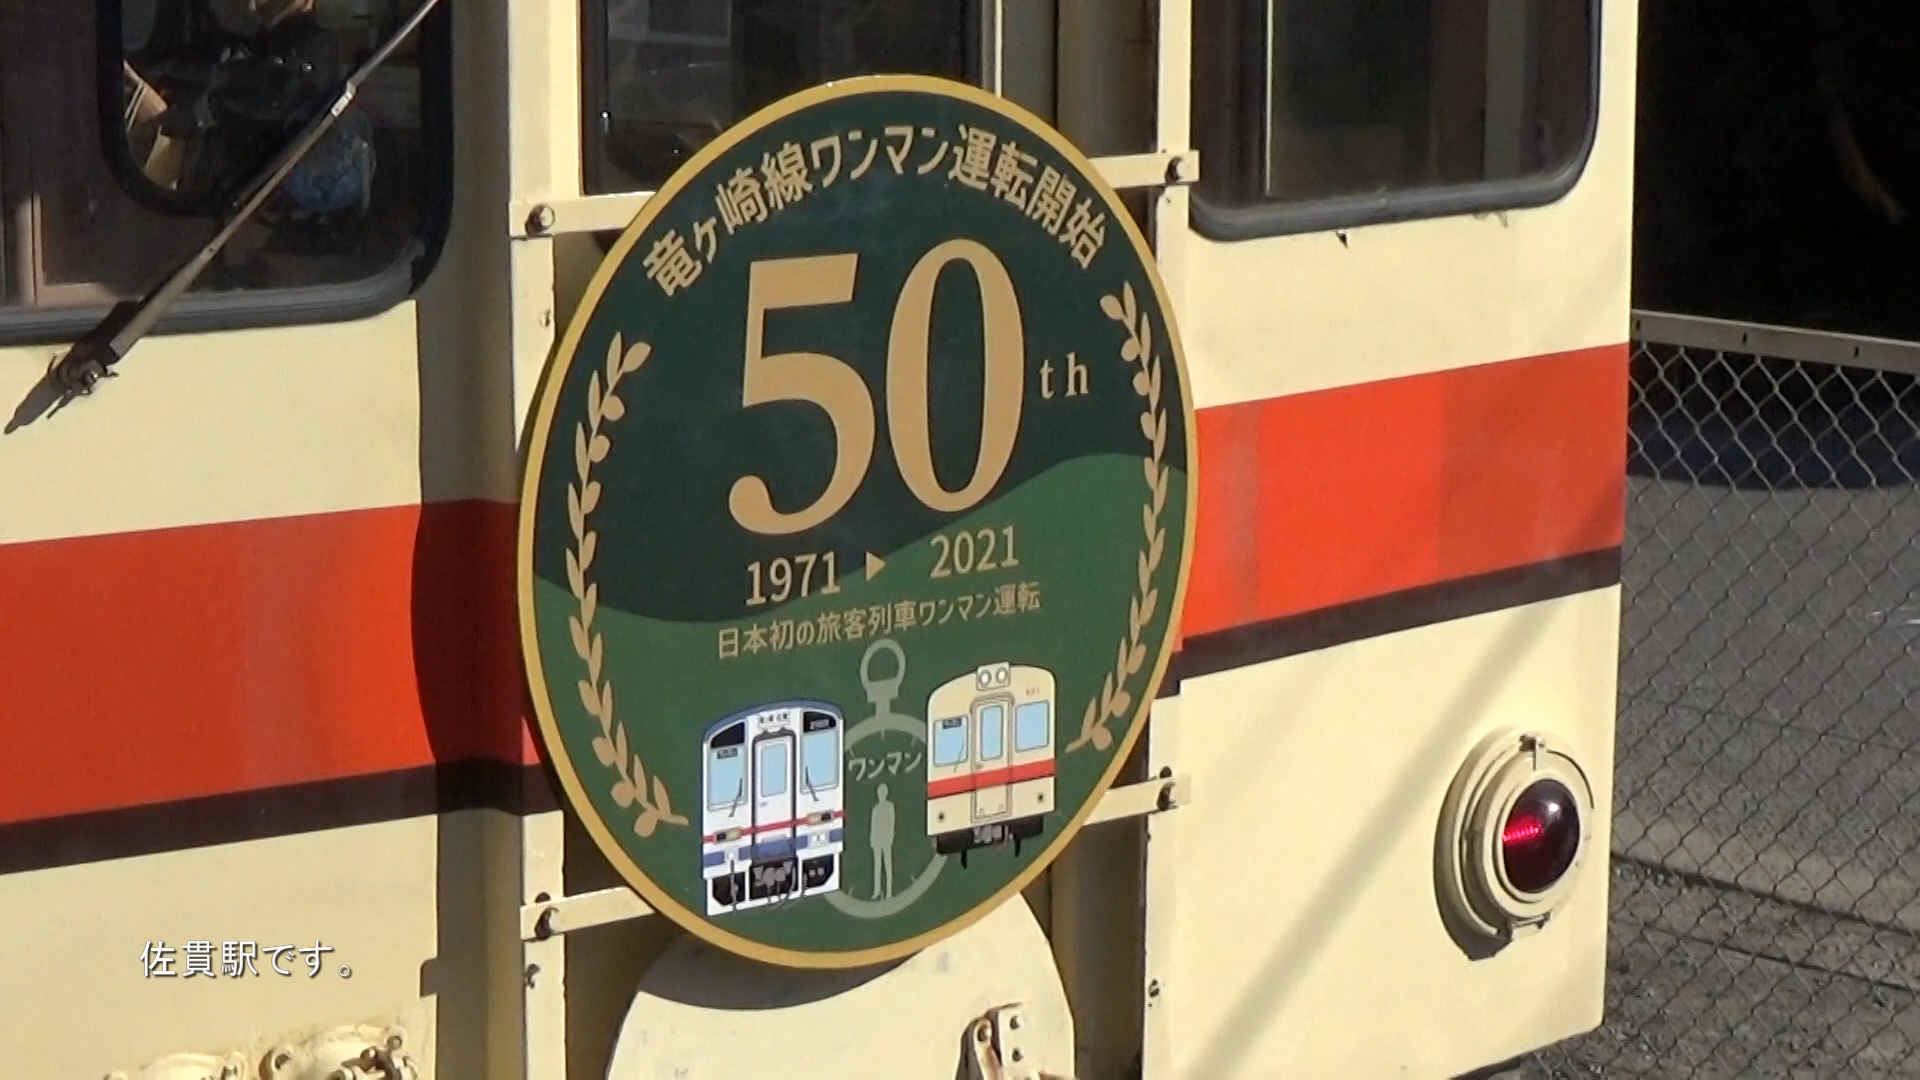 竜ヶ崎線ワンマン運転開始
50th
1971 ▶ 2021
日本初の旅客列車ワンマン運転
ワンマン
佐貫駅です。